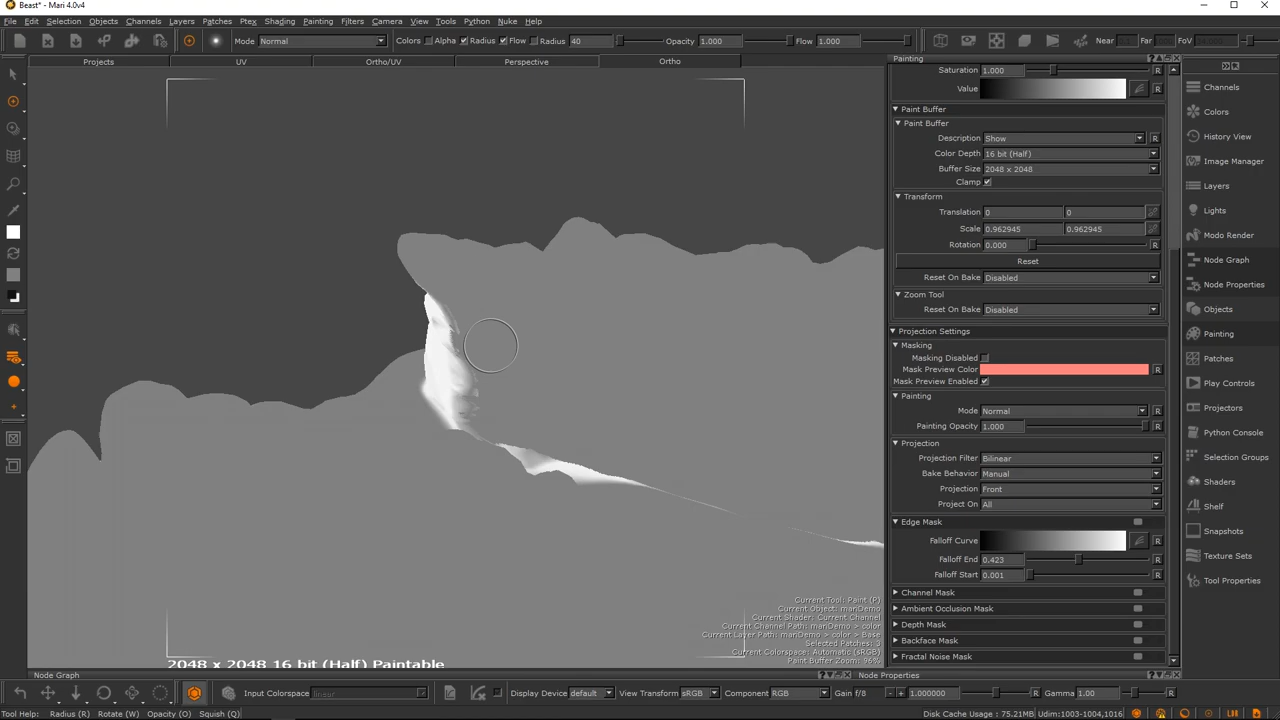 Beast* - Mari 4.0v4
File Edit Selection Objects Channels Layers Patches Ptex Shading Painting Filters Camera View Tools Python Nuke Help
Mode Normal Colors Alpha Radius Flow Radius 40 Opacity 1.000 Flow 1.000 Near Far FoV
Projects UV Ortho/UV Perspective Ortho
Painting
Saturation 1.000 R
Value R
Paint Buffer
Paint Buffer
Description Show R
Color Depth 16 bit (Half)
Buffer Size 2048 x 2048
Clamp
Transform
Translation 0 0
Scale 0.962945 0.962945
Rotation 0.000 R
Reset
Reset On Bake Disabled
Zoom Tool
Reset On Bake Disabled
Projection Settings
Masking
Masking Disabled
Mask Preview Color R
Mask Preview Enabled
Painting
Mode Normal R
Painting Opacity 1.000 R
Projection
Projection Filter Bilinear
Bake Behavior Manual
Projection Front
Project On All
Edge Mask
Falloff Curve R
Falloff End 0.423 R
Falloff Start 0.001 R
Channel Mask
Ambient Occlusion Mask
Depth Mask
Backface Mask
Fractal Noise Mask
Channels
Colors
History View
Image Manager
Layers
Lights
Modo Render
Node Graph
Node Properties
Objects
Painting
Patches
Play Controls
Projectors
Python Console
Selection Groups
Shaders
Shelf
Snapshots
Texture Sets
Tool Properties
Current Tool: Paint (P)
Current Object: mariDemo
Current Shader: Current Channel
Current Channel Path: mariDemo > color
Current Layer Path: mariDemo > color > Base
Selected Patches: 3
Current Colorspace: Automatic (sRGB)
Paint Buffer Zoom: 96%
2048 x 2048 16 bit (Half) Paintable
Node Graph Node Properties
Input Colorspace linear Display Device default View Transform sRGB Component RGB Gain f/8 - + 1.000000 R Gamma 1.00 R
Tool Help: Radius (R) Rotate (W) Opacity (O) Squish (Q) Disk Cache Usage: 75.21MB Udim:1003-1004,1016